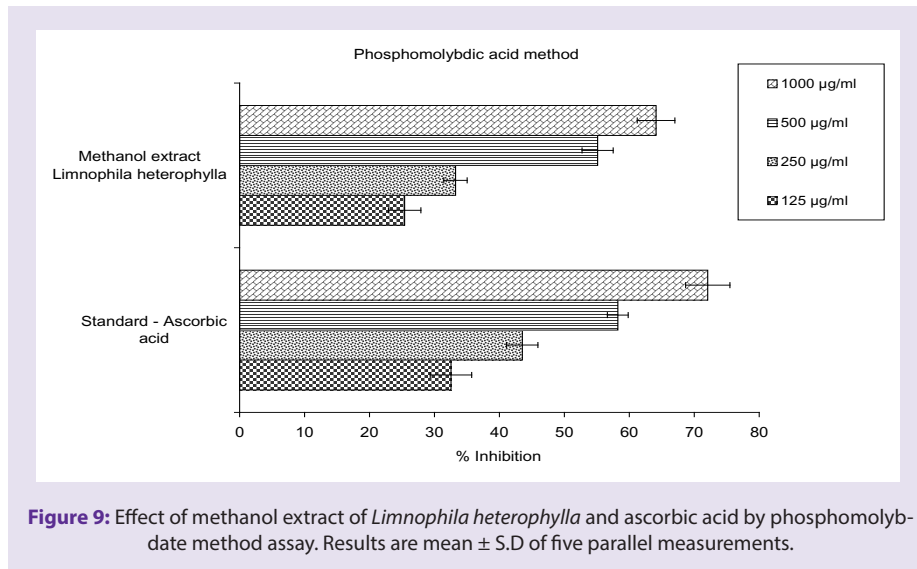 Phosphomolybdic acid method
Methanol extract
Limnophila heterophylla
Standard - Ascorbic
acid
0 10 20 30 40 50 60 70 80
% Inhibition
1000 µg/ml
500 µg/ml
250 µg/ml
125 µg/ml
Figure 9: Effect of methanol extract of Limnophila heterophylla and ascorbic acid by phosphomolyb-
date method assay. Results are mean ± S.D of five parallel measurements.